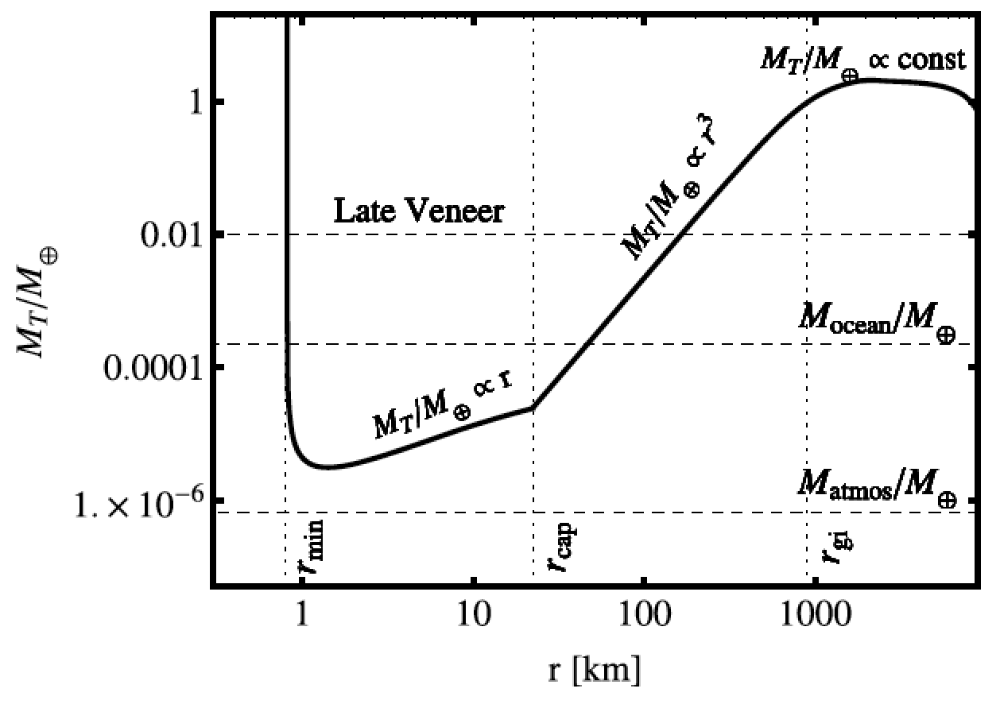 M_T/M_⊕ ∝ const
1
M_T/M_⊕ ∝ r^3
Late Veneer
0.01
M_T/M_⊕
M_ocean/M_⊕
0.0001
M_T/M_⊕ ∝ r
M_atmos/M_⊕
1.×10^-6
r_min
r_cap
r_gi
1 10 100 1000
r [km]